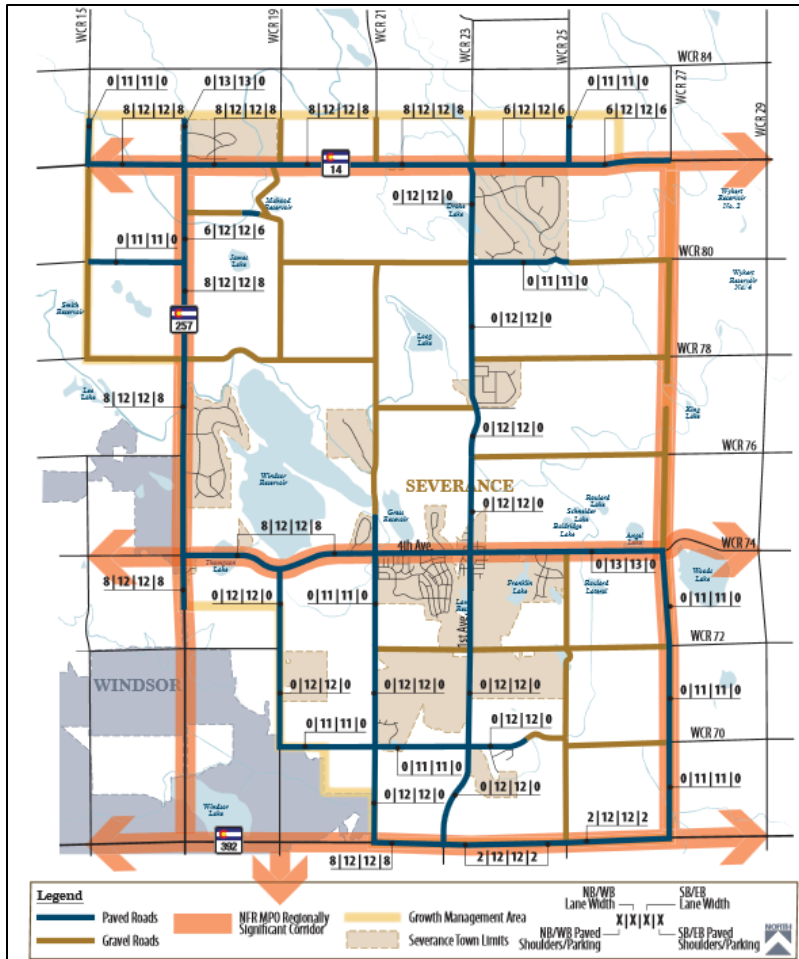 WCR 15
WCR 19
WCR 21
WCR 23
WCR 25
WCR 84
WCR 27
WCR 29
0|11|11|0
0|13|13|0
0|11|11|0
8|12|12|8
8|12|12|8
8|12|12|8
8|12|12|8
6|12|12|6
6|12|12|6
14
Drake
Lake
0|12|12|0
0|11|11|0
6|12|12|6
James
Lake
8|12|12|8
WCR 80
0|11|11|0
Smith
Reservoir
257
Long
Lake
0|12|12|0
WCR 78
Lee
Lake
8|12|12|8
King
Lake
0|12|12|0
WCR 76
Windsor
Reservoir
SEVERANCE
Gress
Reservoir
0|12|12|0
Rouland
Lake
Schneider
Lake
Baldridge
Lake
Angel
Lake
8|12|12|8
4th Ave.
WCR 74
Thompson
Lake
0|13|13|0
Woods
Lake
8|12|12|8
0|12|12|0
0|11|11|0
Franklin
Lake
Rouland
Lateral
0|11|11|0
1st Ave.
WCR 72
WINDSOR
0|12|12|0
0|12|12|0
0|12|12|0
0|11|11|0
0|11|11|0
0|12|12|0
WCR 70
0|11|11|0
0|12|12|0
0|12|12|0
0|11|11|0
Windsor
Lake
2|12|12|2
392
8|12|12|8
2|12|12|2
Legend
Paved Roads
Gravel Roads
NFR MPO Regionally
Significant Corridor
Growth Management Area
Severance Town Limits
NB/WB
Lane Width
SB/EB
Lane Width
X|X|X|X
NB/WB Paved
Shoulders/Parking
SB/EB Paved
Shoulders/Parking
NORTH